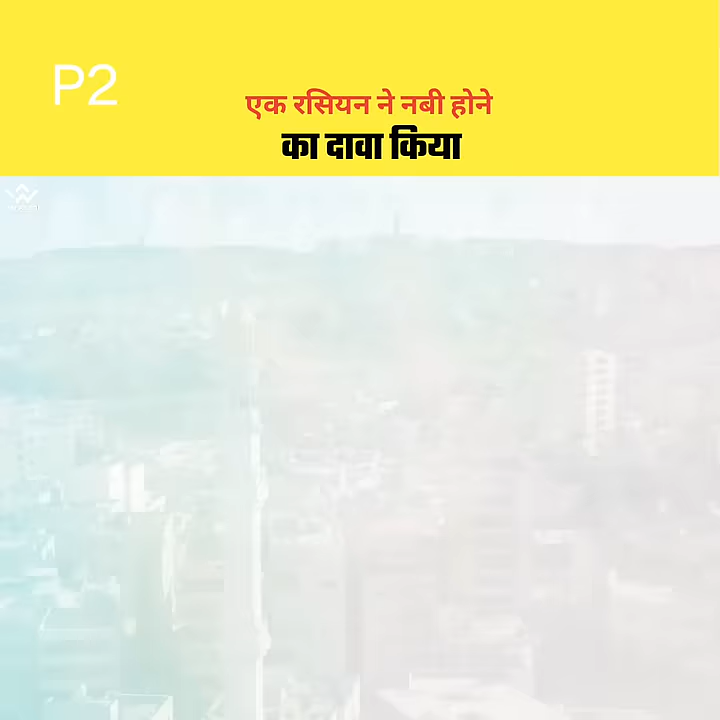 P2
एक रसियन ने नबी होने
का दावा किया